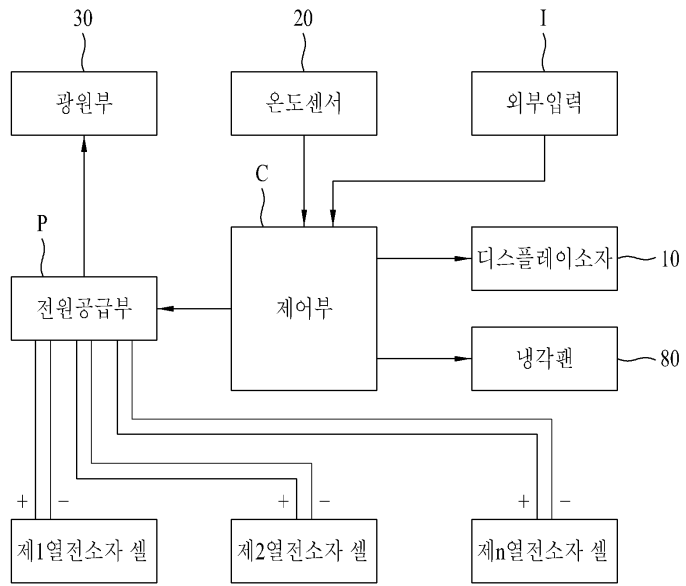 30
20
I
광원부
온도센서
외부입력
C
P
디스플레이소자
10
전원공급부
제어부
냉각팬
80
+
−
+
−
+
−
제1열전소자 셀
제2열전소자 셀
제n열전소자 셀